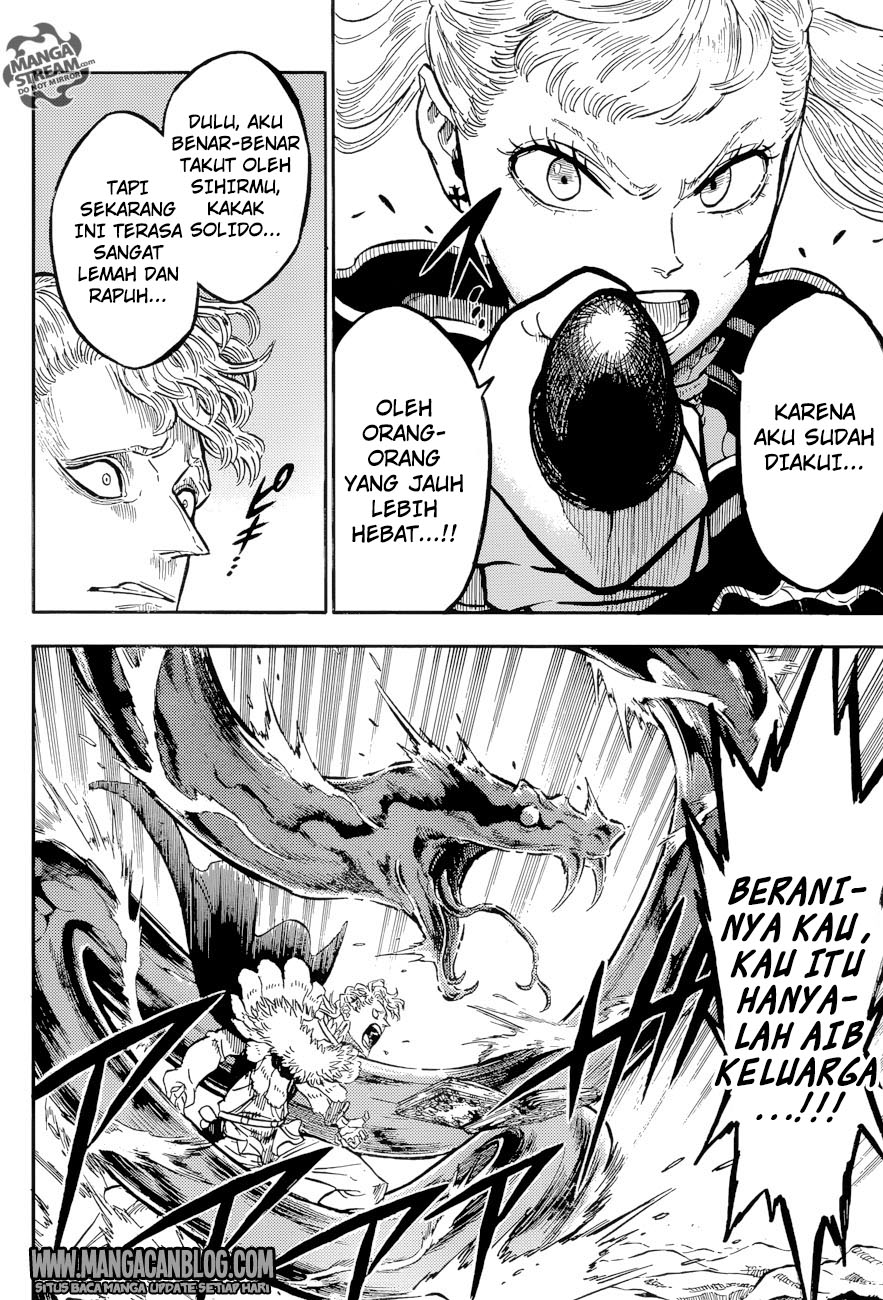 MANGA
STREAM.com
DO NOT MIRROR
KARENA
AKU SUDAH
DIAKUI...
OLEH
ORANG-
ORANG
YANG JAUH
LEBIH
HEBAT...!!
DULU, AKU
BENAR-BENAR
TAKUT OLEH
SIHIRMU,
KAKAK
SOLIDO...
TAPI
SEKARANG
INI TERASA
SANGAT
LEMAH DAN
RAPUH...
ピキ
BERANI-
NYA KAU,
KAU ITU
HANYA-
LAH AIB
KELUARGA
...!!!
WWW.MANGACANBLOG.COM
SITUS BACA MANGA UPDATE SETIAP HARI